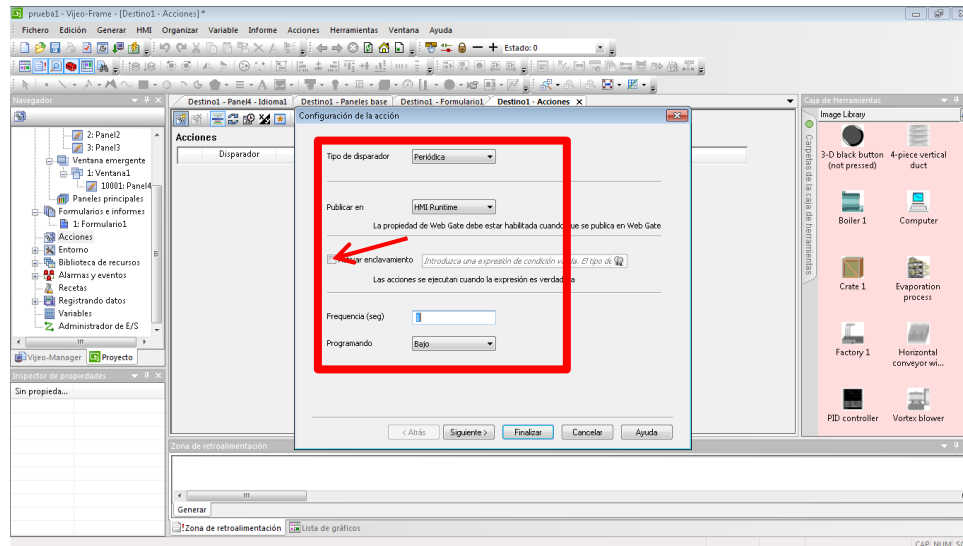 prueba1 - Vijeo-Frame - [Destino1 - Acciones] *
Fichero Edición Generar HMI Organizar Variable Informe Acciones Herramientas Ventana Ayuda
Estado: 0
Navegador
Destino1 - Panel4 - Idioma1 Destino1 - Paneles base Destino1 - Formulario1 Destino1 - Acciones
Caja de Herramientas
2: Panel2
3: Panel3
Ventana emergente
1: Ventana1
10001: Panel4
Paneles principales
Formularios e informes
1: Formulario1
Acciones
Entorno
Biblioteca de recursos
Alarmas y eventos
Recetas
Registrando datos
Variables
Administrador de E/S
Vijeo-Manager Proyecto
Inspector de propiedades
Sin propieda...
Acciones
Disparador
Configuración de la acción
Tipo de disparador Periódica
Publicar en HMI Runtime
La propiedad de Web Gate debe estar habilitada cuando que se publica en Web Gate
enclavamiento Introduzca una expresión de condición El tipo de
Las acciones se ejecutan cuando la expresión es
Frequencia (seg)
Programando Bajo
< Atrás Siguiente > Finalizar Cancelar Ayuda
Image Library
Carpetas de la caja de herramientas
3-D black button (not pressed)
4-piece vertical duct
Boiler 1
Computer
Crate 1
Evaporation process
Factory 1
Horizontal conveyor wi...
PID controller
Vortex blower
Zona de retroalimentación
Generar
Zona de retroalimentación Lista de gráficos
CAP NUM